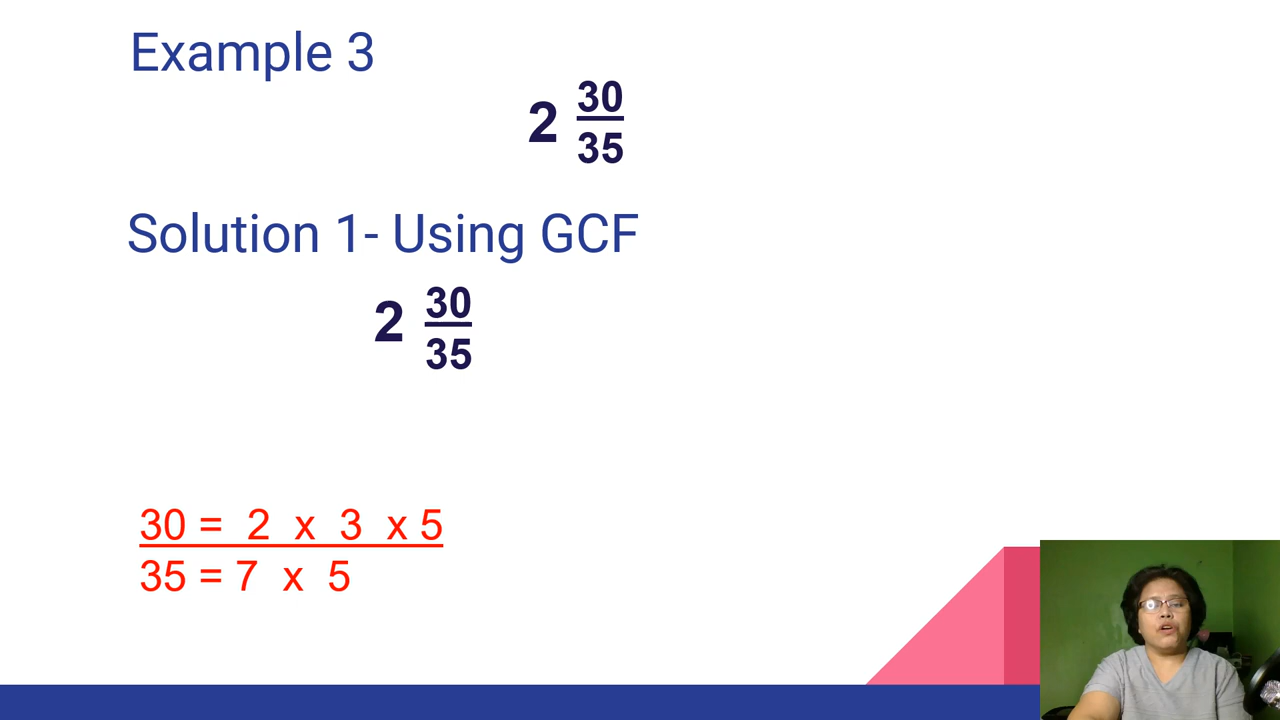 Example 3
2 30
35
Solution 1- Using GCF
2 30
35
30 = 2 x 3 x 5
35 = 7 x 5